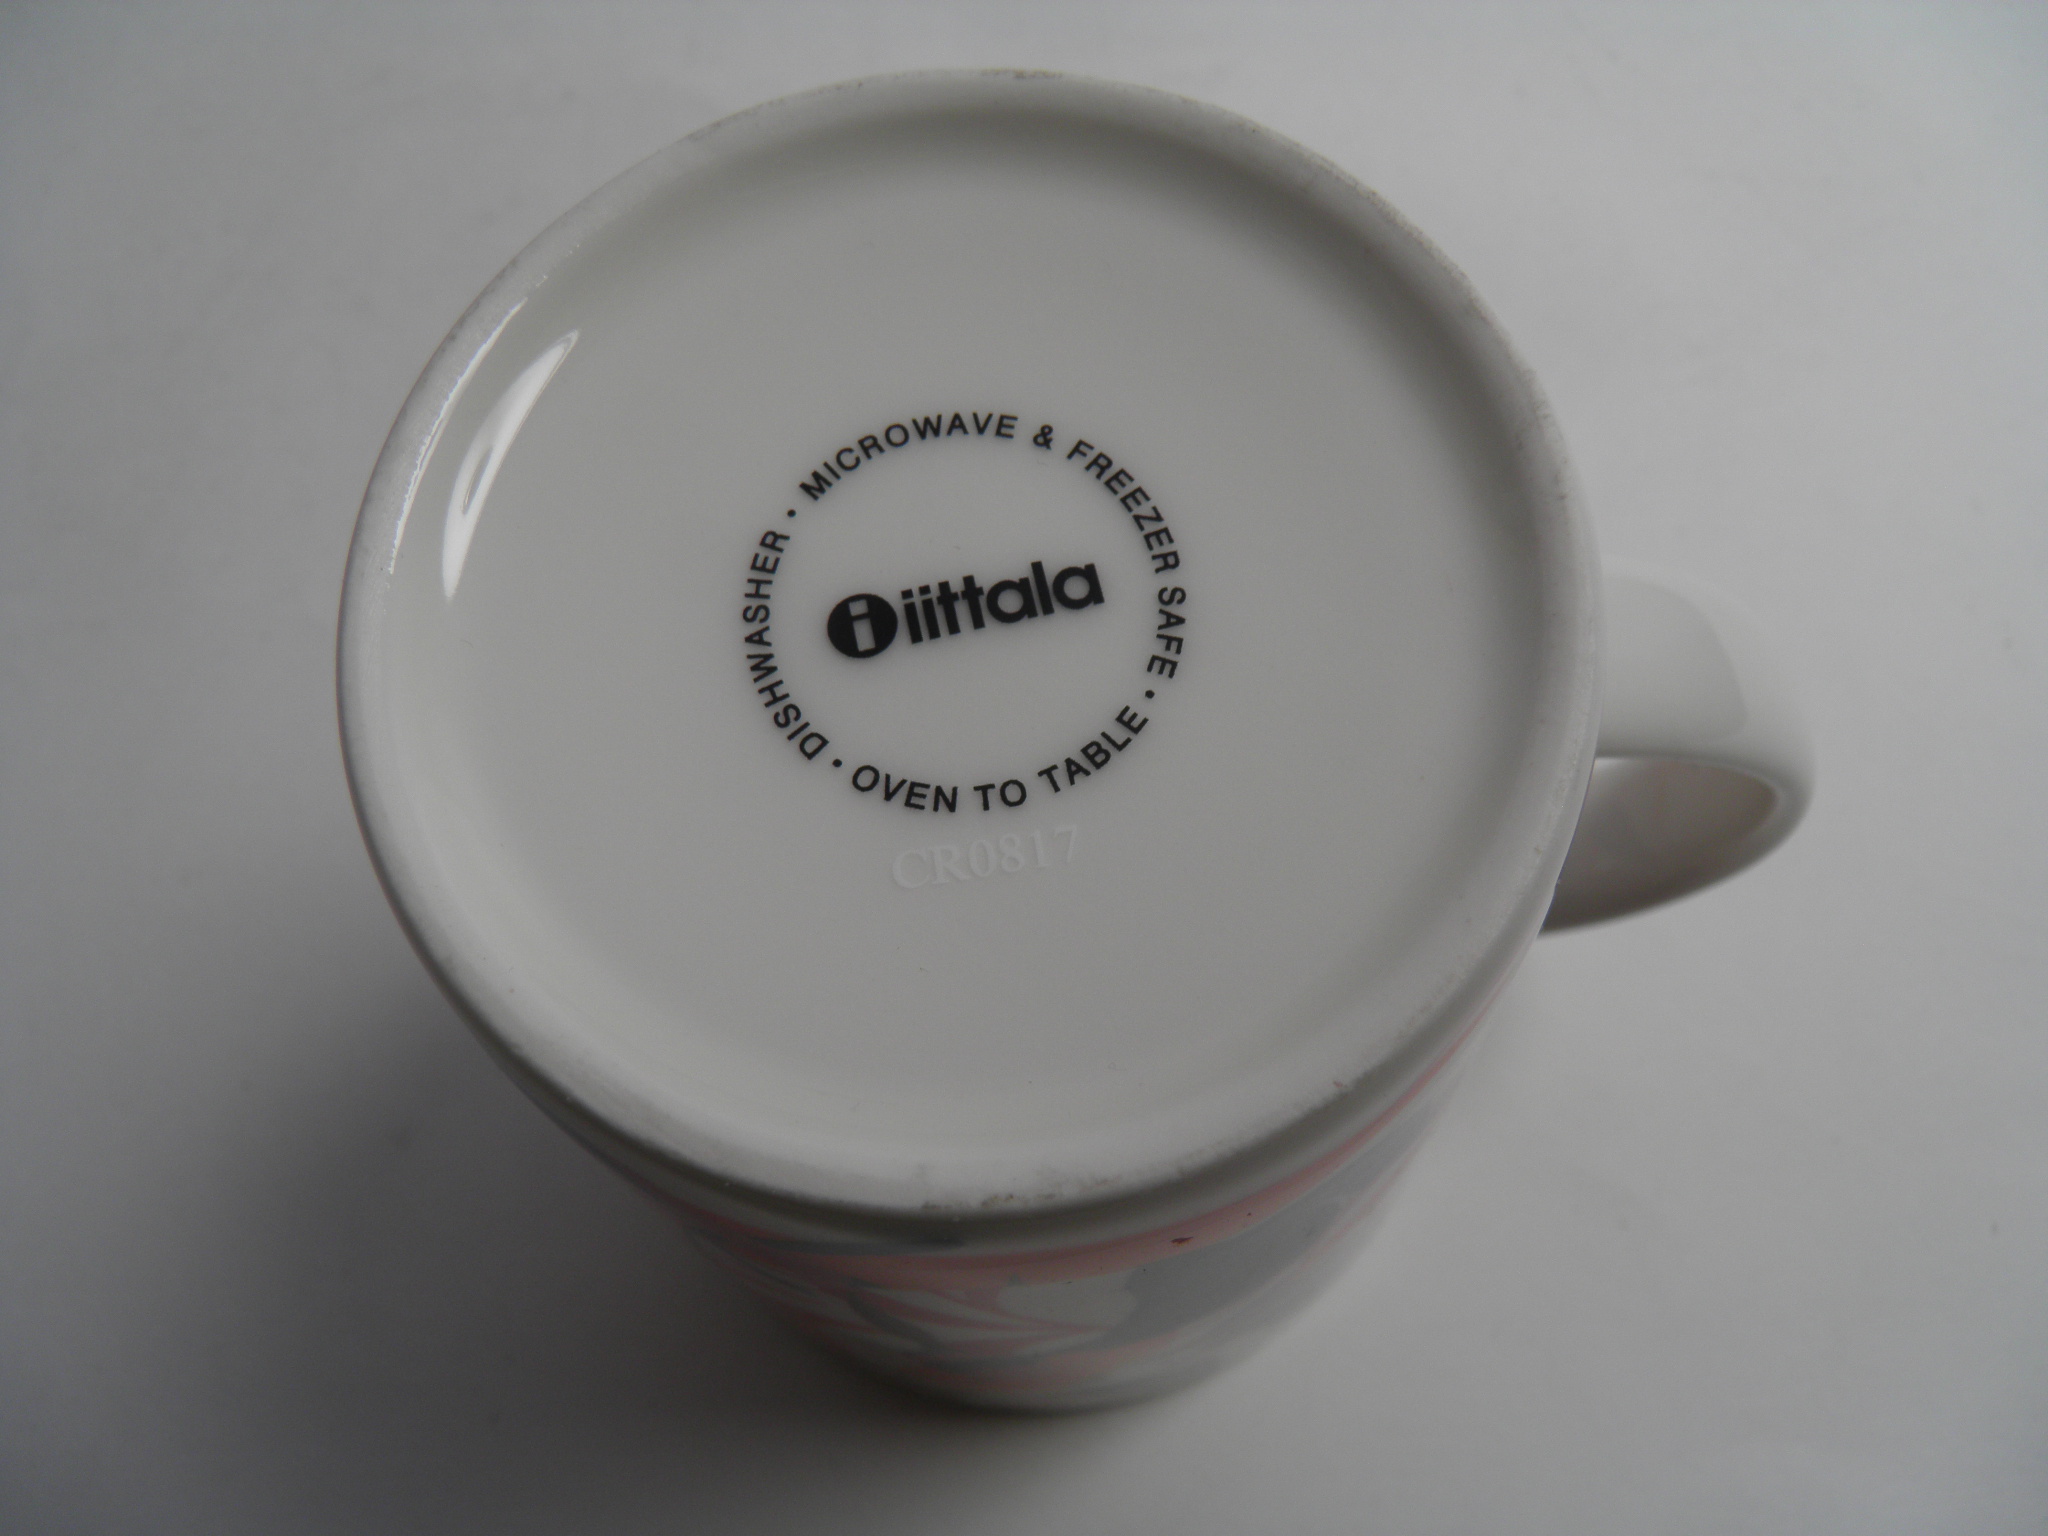 DISHWASHER · MICROWAVE & FREEZER SAFE · OVEN TO TABLE ·
i iittala
CR0817